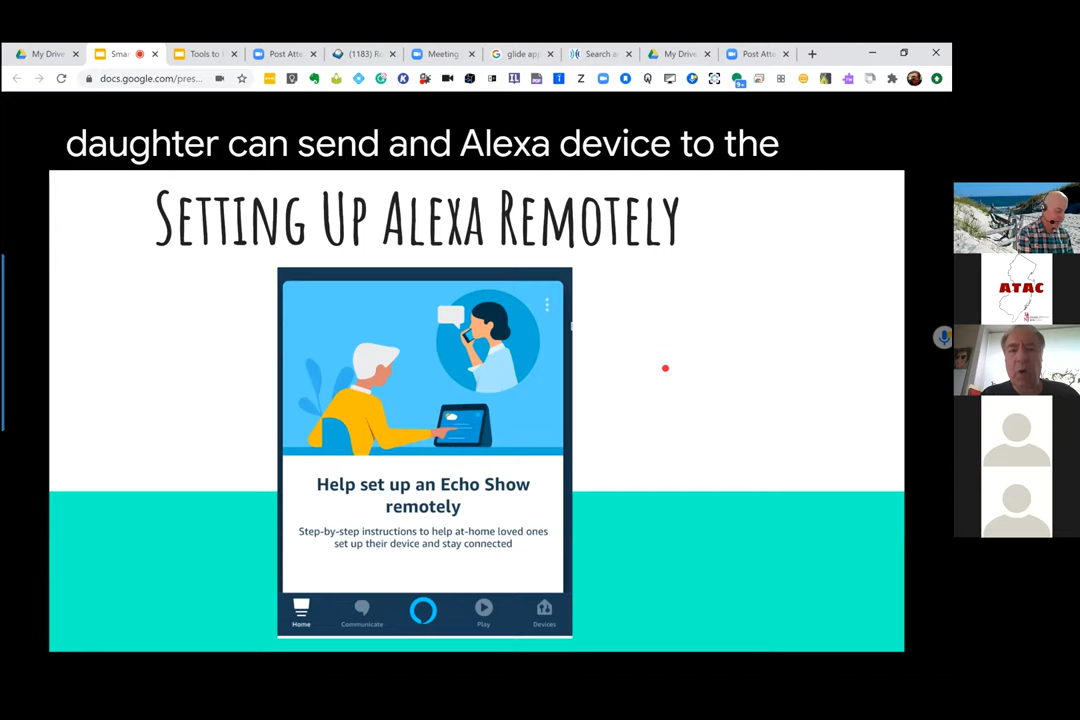 My Drive
Smar
Tools to
Post Atte
(1183) R
Meeting
glide app
Search a
My Drive
Post Atte
docs.google.com/pres...
daughter can send and Alexa device to the
Setting Up Alexa Remotely
Help set up an Echo Show
remotely
Step-by-step instructions to help at-home loved ones
set up their device and stay connected
Home
Communicate
Play
Devices
ATAC